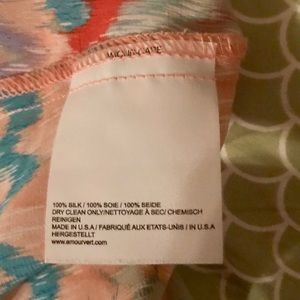 100% SILK / 100% SOIE / 100% SEIDE
DRY CLEAN ONLY/NETTOYAGE À SEC/ CHEMISCH
REINIGEN
MADE IN U.S.A / FABRIQUÉ AUX ETATS-UNIS / IN U.S.A
HERGESTELLT
www.amourvert.com